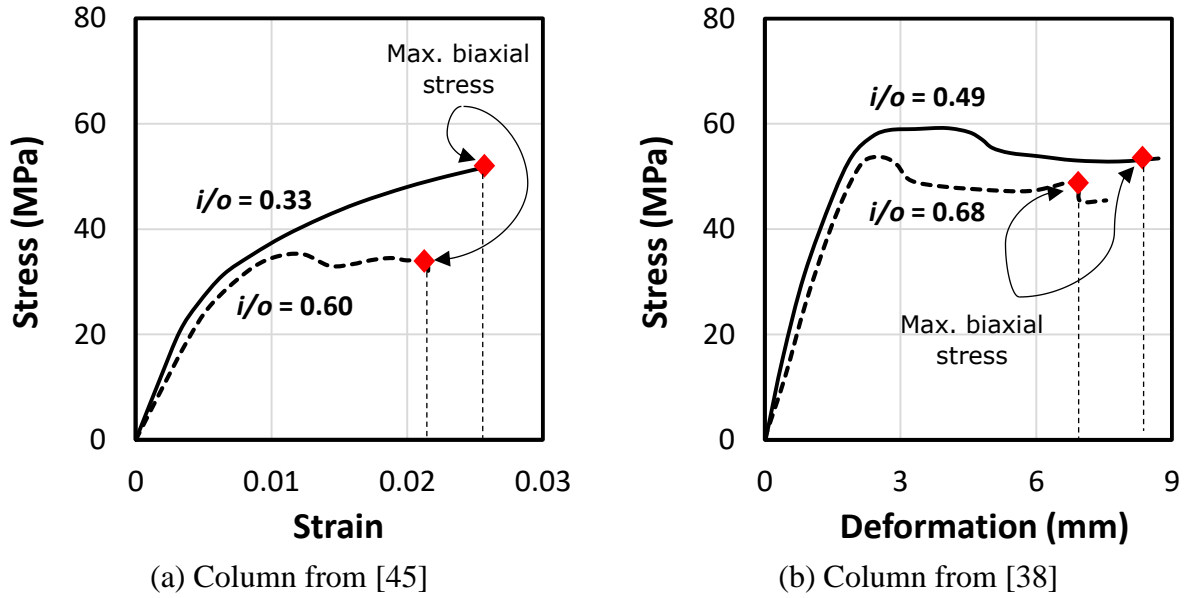 80
60
40
20
0
Stress (MPa)
Max. biaxial
stress
i/o = 0.33
i/o = 0.60
0 0.01 0.02 0.03
Strain
(a) Column from [45]
80
60
40
20
0
Stress (MPa)
i/o = 0.49
i/o = 0.68
Max. biaxial
stress
0 3 6 9
Deformation (mm)
(b) Column from [38]